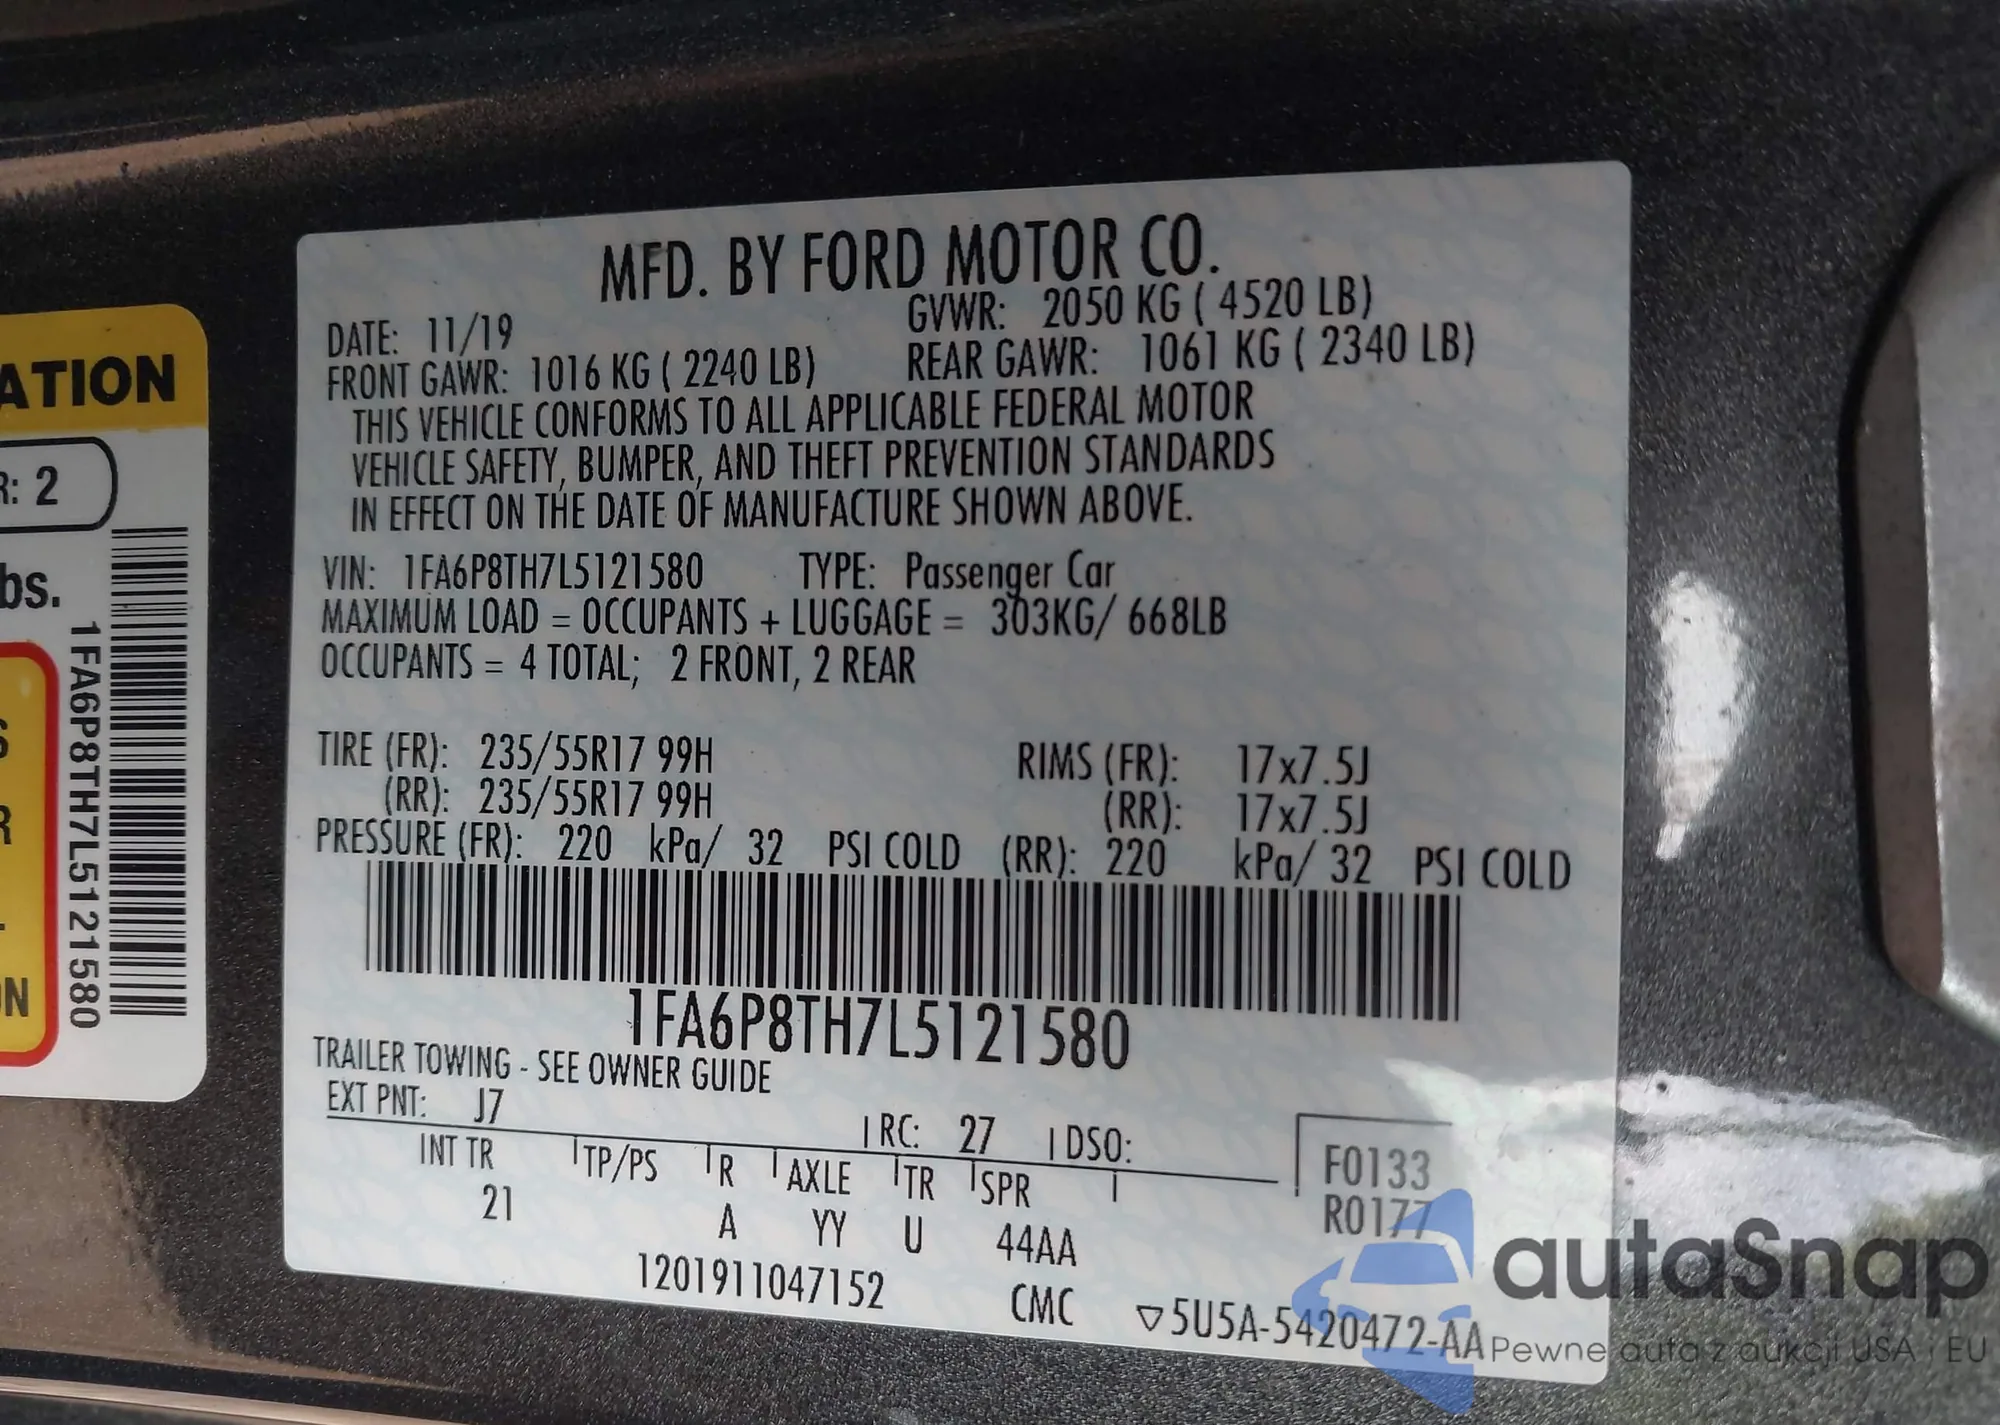 MFD. BY FORD MOTOR CO.
DATE: 11/19 GVWR: 2050 KG ( 4520 LB)
FRONT GAWR: 1016 KG ( 2240 LB) REAR GAWR: 1061 KG ( 2340 LB)
THIS VEHICLE CONFORMS TO ALL APPLICABLE FEDERAL MOTOR
VEHICLE SAFETY, BUMPER, AND THEFT PREVENTION STANDARDS
IN EFFECT ON THE DATE OF MANUFACTURE SHOWN ABOVE.
VIN: 1FA6P8TH7L5121580 TYPE: Passenger Car
MAXIMUM LOAD = OCCUPANTS + LUGGAGE = 303KG/ 668LB
OCCUPANTS = 4 TOTAL; 2 FRONT, 2 REAR
TIRE (FR): 235/55R17 99H RIMS (FR): 17x7.5J
(RR): 235/55R17 99H (RR): 17x7.5J
PRESSURE (FR): 220 kPa/ 32 PSI COLD (RR): 220 kPa/ 32 PSI COLD
1FA6P8TH7L5121580
TRAILER TOWING - SEE OWNER GUIDE
EXT PNT: J7 RC: 27 DSO:
INT TR TP/PS R AXLE TR SPR
21 A YY U 44AA
F0133
R0177
1201911047152 CMC ▽5U5A-5420472-AA
ATION
R: 2
bs.
1FA6P8TH7L5121580
S
R
ON
autaSnap
Pewne auta z aukcji USA i EU